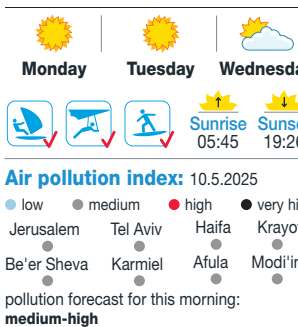 Monday Tuesday Wednesda
Sunrise Sunse
05:45 19:26
Air pollution index: 10.5.2025
low medium high very hi
Jerusalem Tel Aviv Haifa Krayo
Be'er Sheva Karmiel Afula Modi'in
pollution forecast for this morning:
medium-high